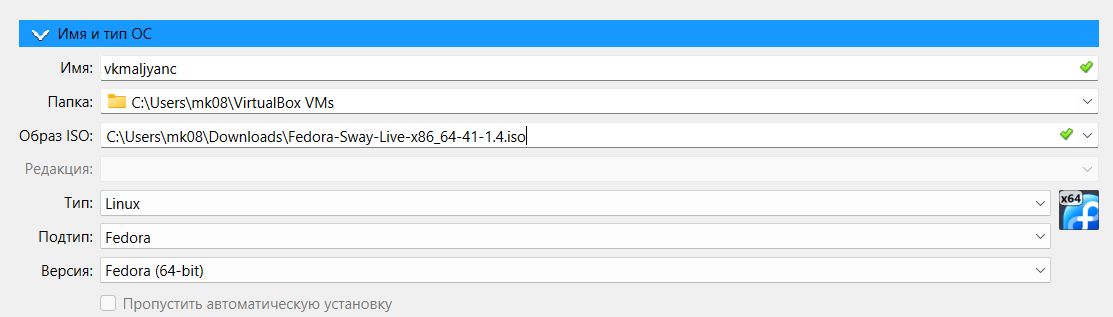 Имя и тип ОС
Имя: vkmaljyanc
Папка: C:\Users\mk08\VirtualBox VMs
Образ ISO: C:\Users\mk08\Downloads\Fedora-Sway-Live-x86_64-41-1.4.iso
Редакция:
Тип: Linux
x64
Подтип: Fedora
Версия: Fedora (64-bit)
Пропустить автоматическую установку